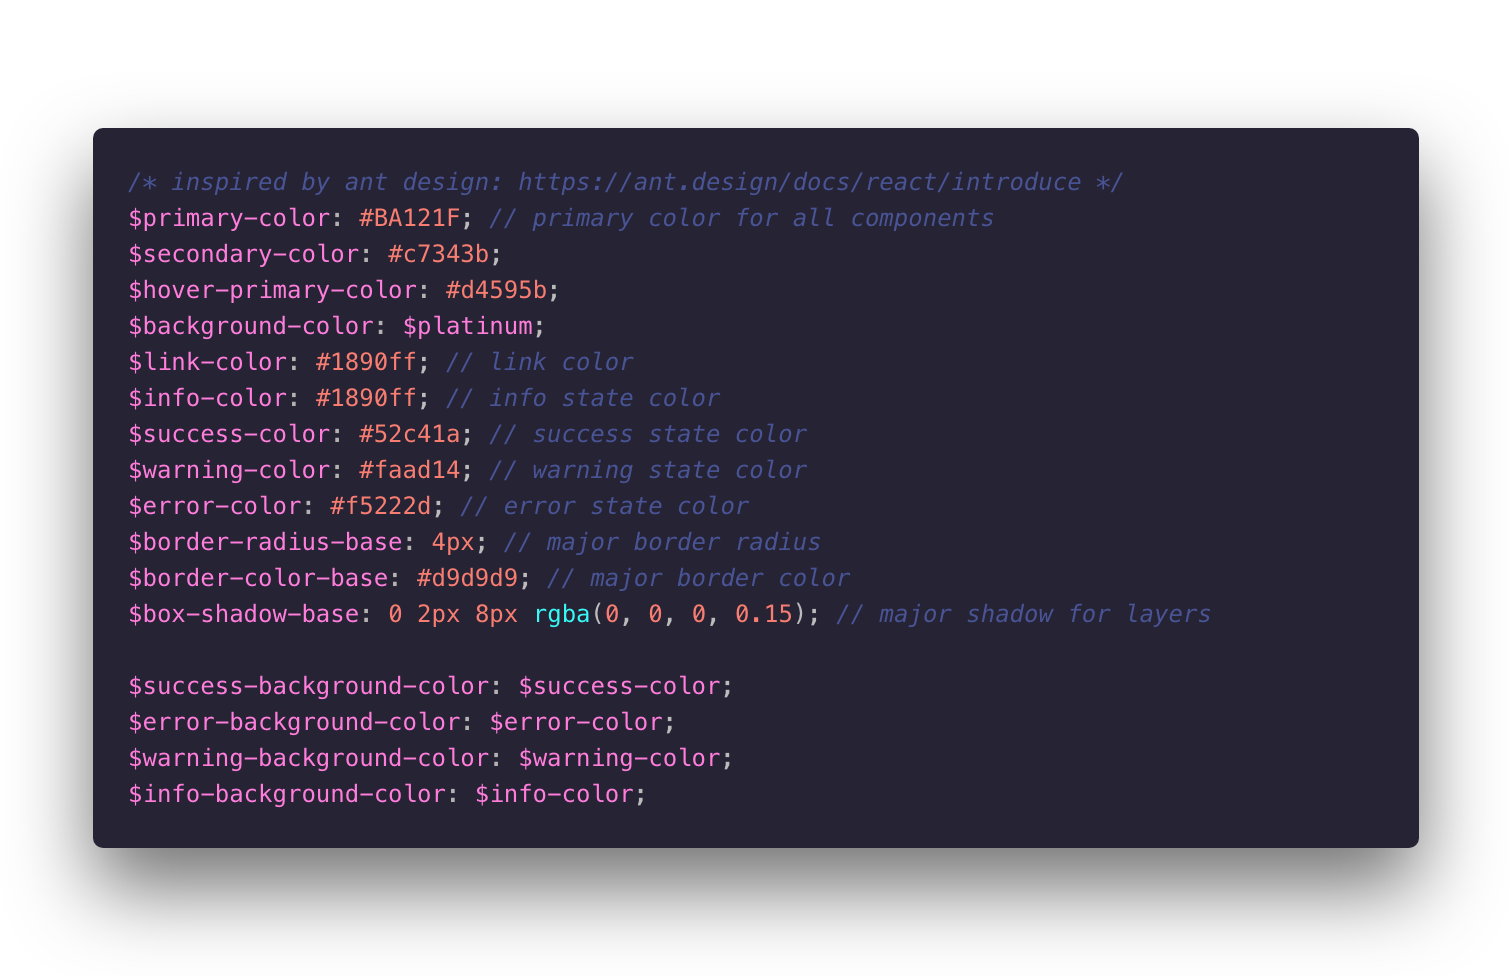 /* inspired by ant design: https://ant.design/docs/react/introduce */
$primary-color: #BA121F; // primary color for all components
$secondary-color: #c7343b;
$hover-primary-color: #d4595b;
$background-color: $platinum;
$link-color: #1890ff; // link color
$info-color: #1890ff; // info state color
$success-color: #52c41a; // success state color
$warning-color: #faad14; // warning state color
$error-color: #f5222d; // error state color
$border-radius-base: 4px; // major border radius
$border-color-base: #d9d9d9; // major border color
$box-shadow-base: 0 2px 8px rgba(0, 0, 0, 0.15); // major shadow for layers

$success-background-color: $success-color;
$error-background-color: $error-color;
$warning-background-color: $warning-color;
$info-background-color: $info-color;